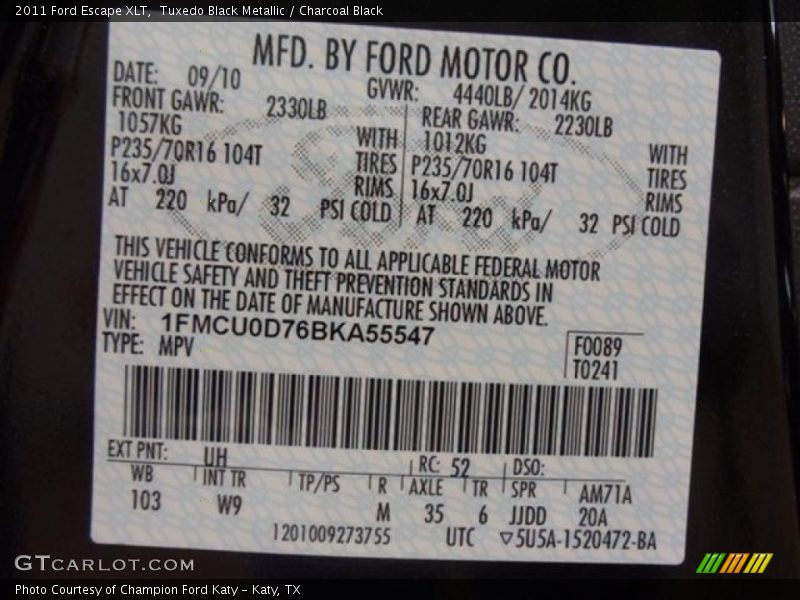 2011 Ford Escape XLT,  Tuxedo Black Metallic / Charcoal Black
MFD. BY FORD MOTOR CO.
DATE: 09/10 GVWR: 4440LB/ 2014KG
FRONT GAWR: 2330LB REAR GAWR: 2230LB
1057KG WITH 1012KG WITH
P235/70R16 104T TIRES P235/70R16 104T TIRES
16x7.0J RIMS 16x7.0J RIMS
AT 220 kPa/ 32 PSI COLD AT 220 kPa/ 32 PSI COLD
THIS VEHICLE CONFORMS TO ALL APPLICABLE FEDERAL MOTOR
VEHICLE SAFETY AND THEFT PREVENTION STANDARDS IN
EFFECT ON THE DATE OF MANUFACTURE SHOWN ABOVE.
VIN: 1FMCU0D76BKA55547
TYPE: MPV
F0089
T0241
EXT PNT: UH RC: 52 DSO:
WB INT TR TP/PS R AXLE TR SPR AM71A
103 W9 M 35 6 JJDD 20A
1201009273755 UTC ▽5U5A-1520472-BA
GTCARLOT.COM
Photo Courtesy of Champion Ford Katy - Katy, TX